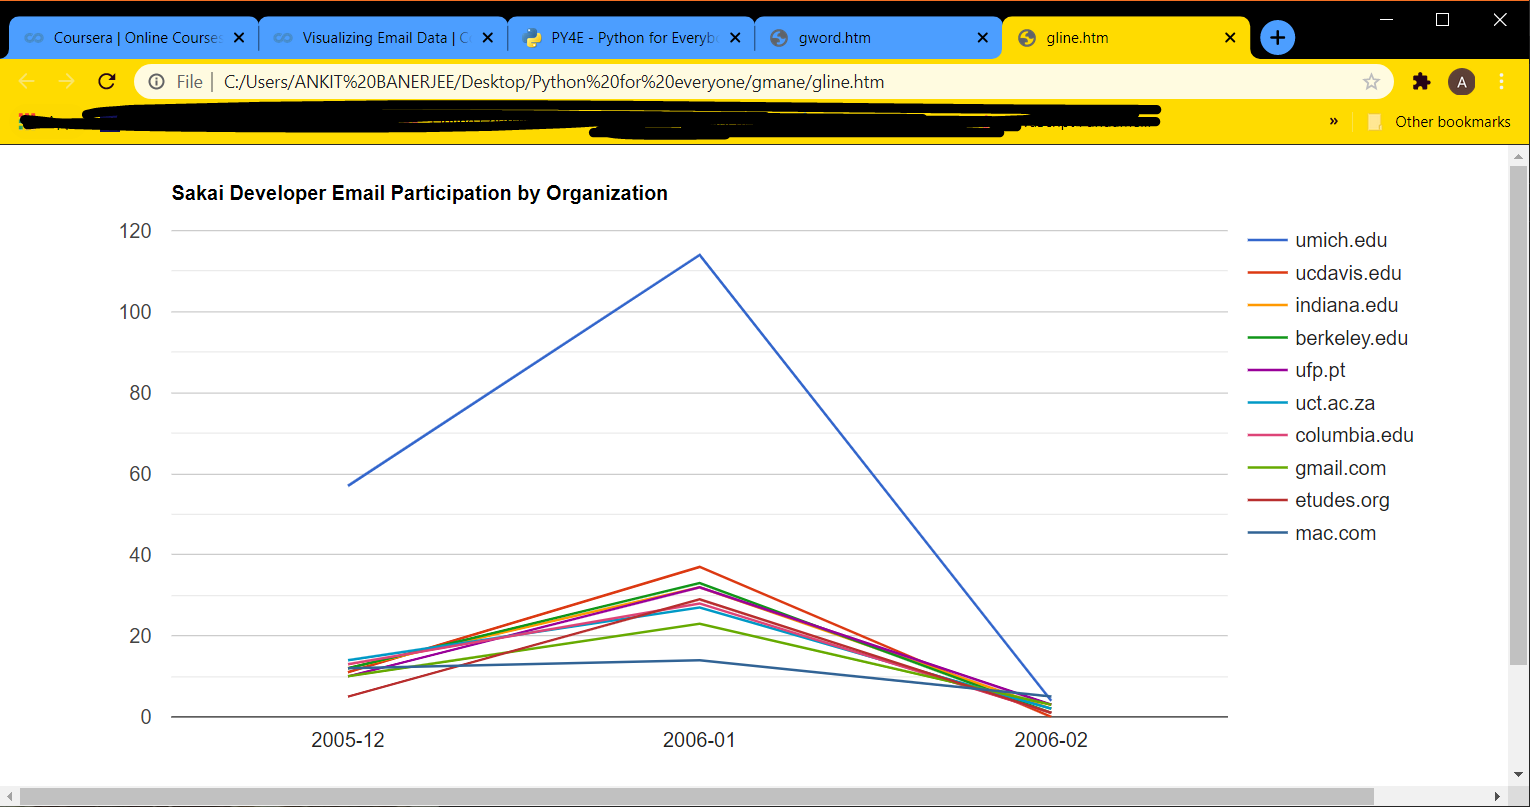 Coursera | Online Courses
Visualizing Email Data | C
PY4E - Python for Everybo
gword.htm
gline.htm
File | C:/Users/ANKIT%20BANERJEE/Desktop/Python%20for%20everyone/gmane/gline.htm
A
» Other bookmarks
Sakai Developer Email Participation by Organization
120
100
80
60
40
20
0
2005-12 2006-01 2006-02
umich.edu
ucdavis.edu
indiana.edu
berkeley.edu
ufp.pt
uct.ac.za
columbia.edu
gmail.com
etudes.org
mac.com